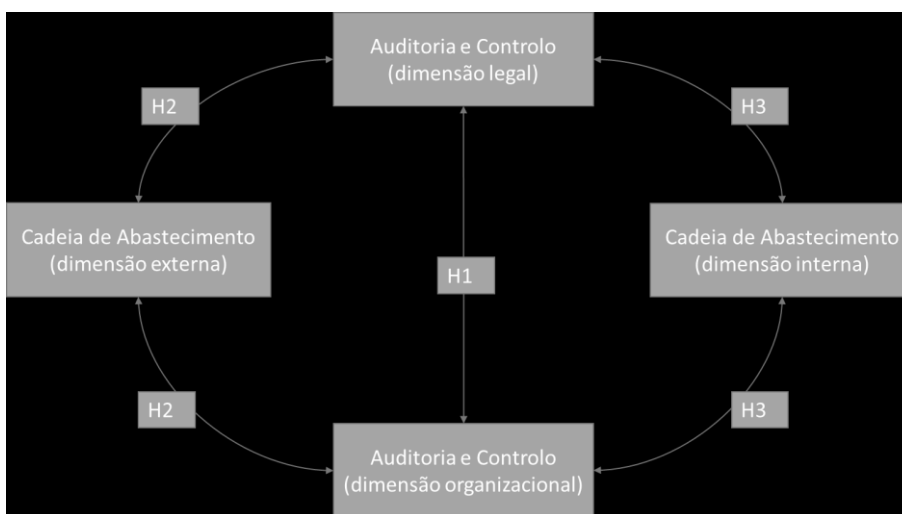 Auditoria e Controlo
(dimensão legal)
H2
H3
Cadeia de Abastecimento
(dimensão externa)
H1
Cadeia de Abastecimento
(dimensão interna)
H2
H3
Auditoria e Controlo
(dimensão organizacional)